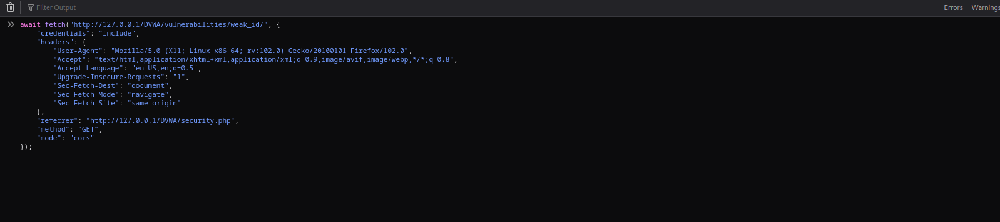 Filter Output Errors Warnings
await fetch("http://127.0.0.1/DVWA/vulnerabilities/weak_id/", {
"credentials": "include",
"headers": {
"User-Agent": "Mozilla/5.0 (X11; Linux x86_64; rv:102.0) Gecko/20100101 Firefox/102.0",
"Accept": "text/html,application/xhtml+xml,application/xml;q=0.9,image/avif,image/webp,*/*;q=0.8",
"Accept-Language": "en-US,en;q=0.5",
"Upgrade-Insecure-Requests": "1",
"Sec-Fetch-Dest": "document",
"Sec-Fetch-Mode": "navigate",
"Sec-Fetch-Site": "same-origin"
},
"referrer": "http://127.0.0.1/DVWA/security.php",
"method": "GET",
"mode": "cors"
});